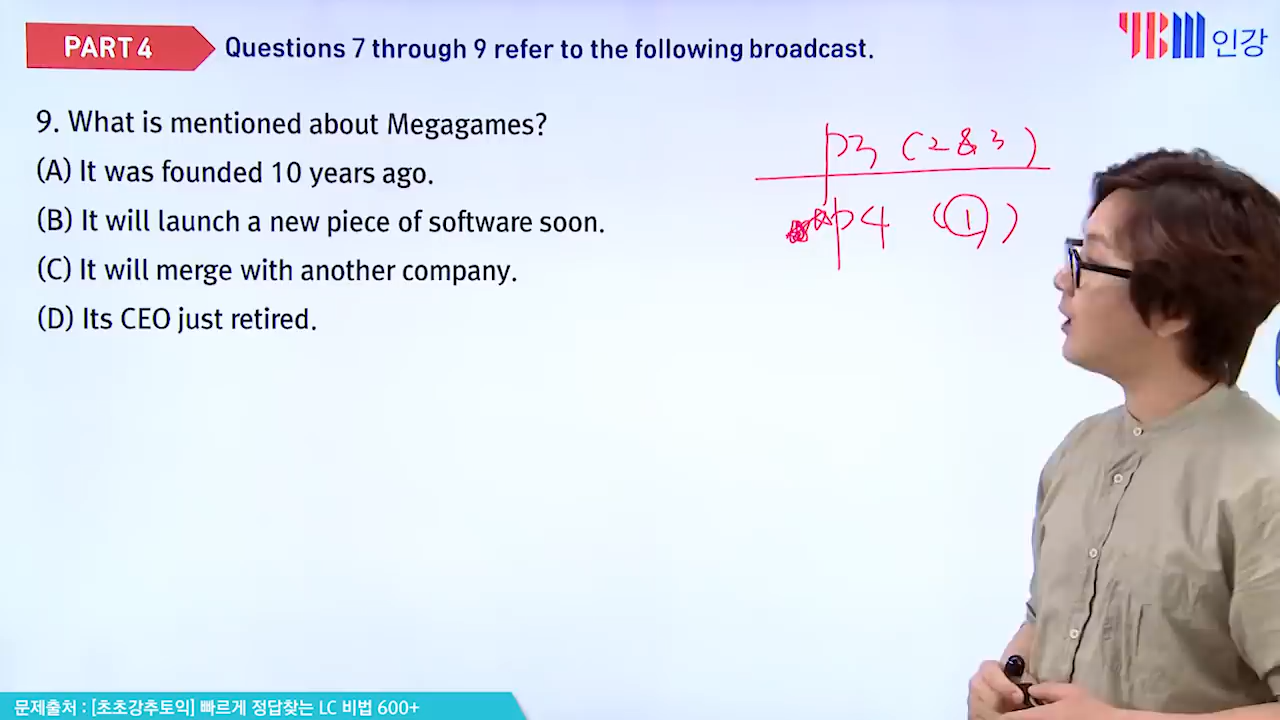 PART 4
Questions 7 through 9 refer to the following broadcast.
YBM 인강
9. What is mentioned about Megagames?
(A) It was founded 10 years ago.
(B) It will launch a new piece of software soon.
(C) It will merge with another company.
(D) Its CEO just retired.
p3 (2 & 3)
p4 (1)
문제출처 : [초초강추토익] 빠르게 정답찾는 LC 비법 600+